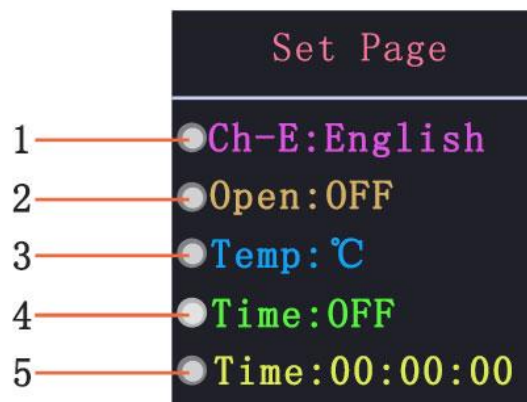 Set Page
1 Ch-E:English
2 Open:OFF
3 Temp:℃
4 Time:OFF
5 Time:00:00:00